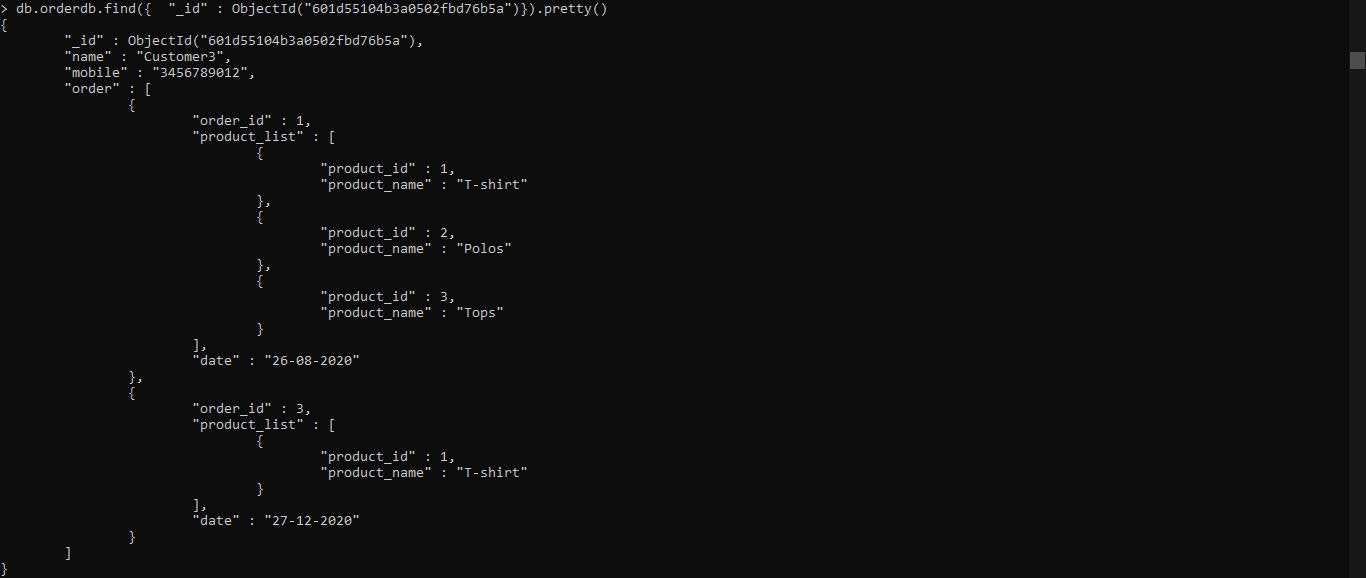 > db.orderdb.find({  "_id" : ObjectId("601d55104b3a0502fbd76b5a")}).pretty()
{
        "_id" : ObjectId("601d55104b3a0502fbd76b5a"),
        "name" : "Customer3",
        "mobile" : "3456789012",
        "order" : [
                {
                        "order_id" : 1,
                        "product_list" : [
                                {
                                        "product_id" : 1,
                                        "product_name" : "T-shirt"
                                },
                                {
                                        "product_id" : 2,
                                        "product_name" : "Polos"
                                },
                                {
                                        "product_id" : 3,
                                        "product_name" : "Tops"
                                }
                        ],
                        "date" : "26-08-2020"
                },
                {
                        "order_id" : 3,
                        "product_list" : [
                                {
                                        "product_id" : 1,
                                        "product_name" : "T-shirt"
                                }
                        ],
                        "date" : "27-12-2020"
                }
        ]
}